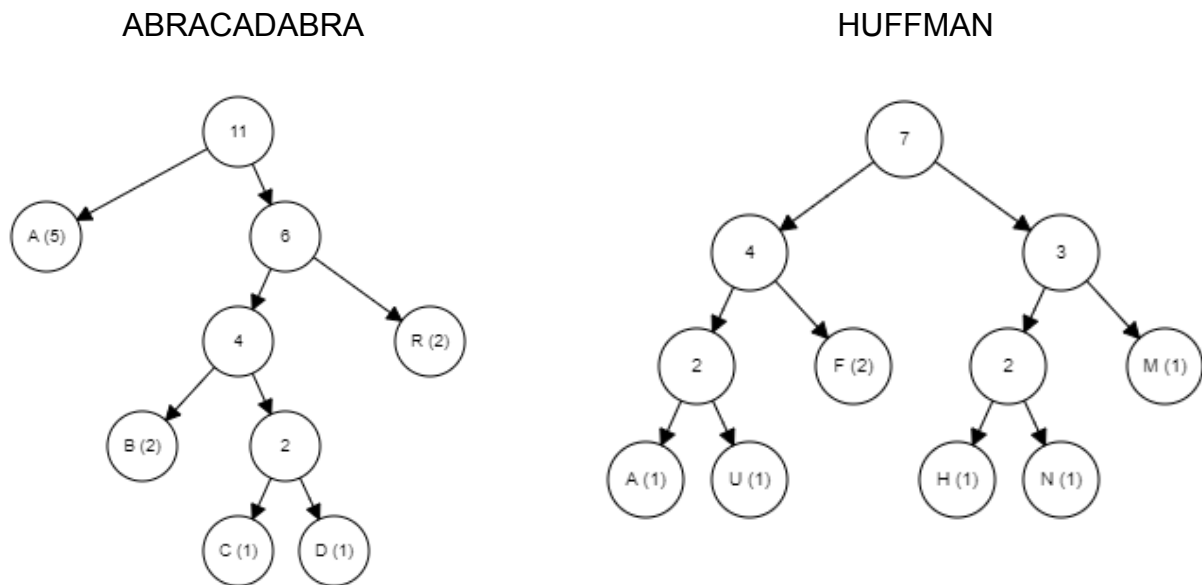 ABRACADABRA
11
A (5)
6
4
R (2)
B (2)
2
C (1)
D (1)
HUFFMAN
7
4
3
2
F (2)
2
M (1)
A (1)
U (1)
H (1)
N (1)